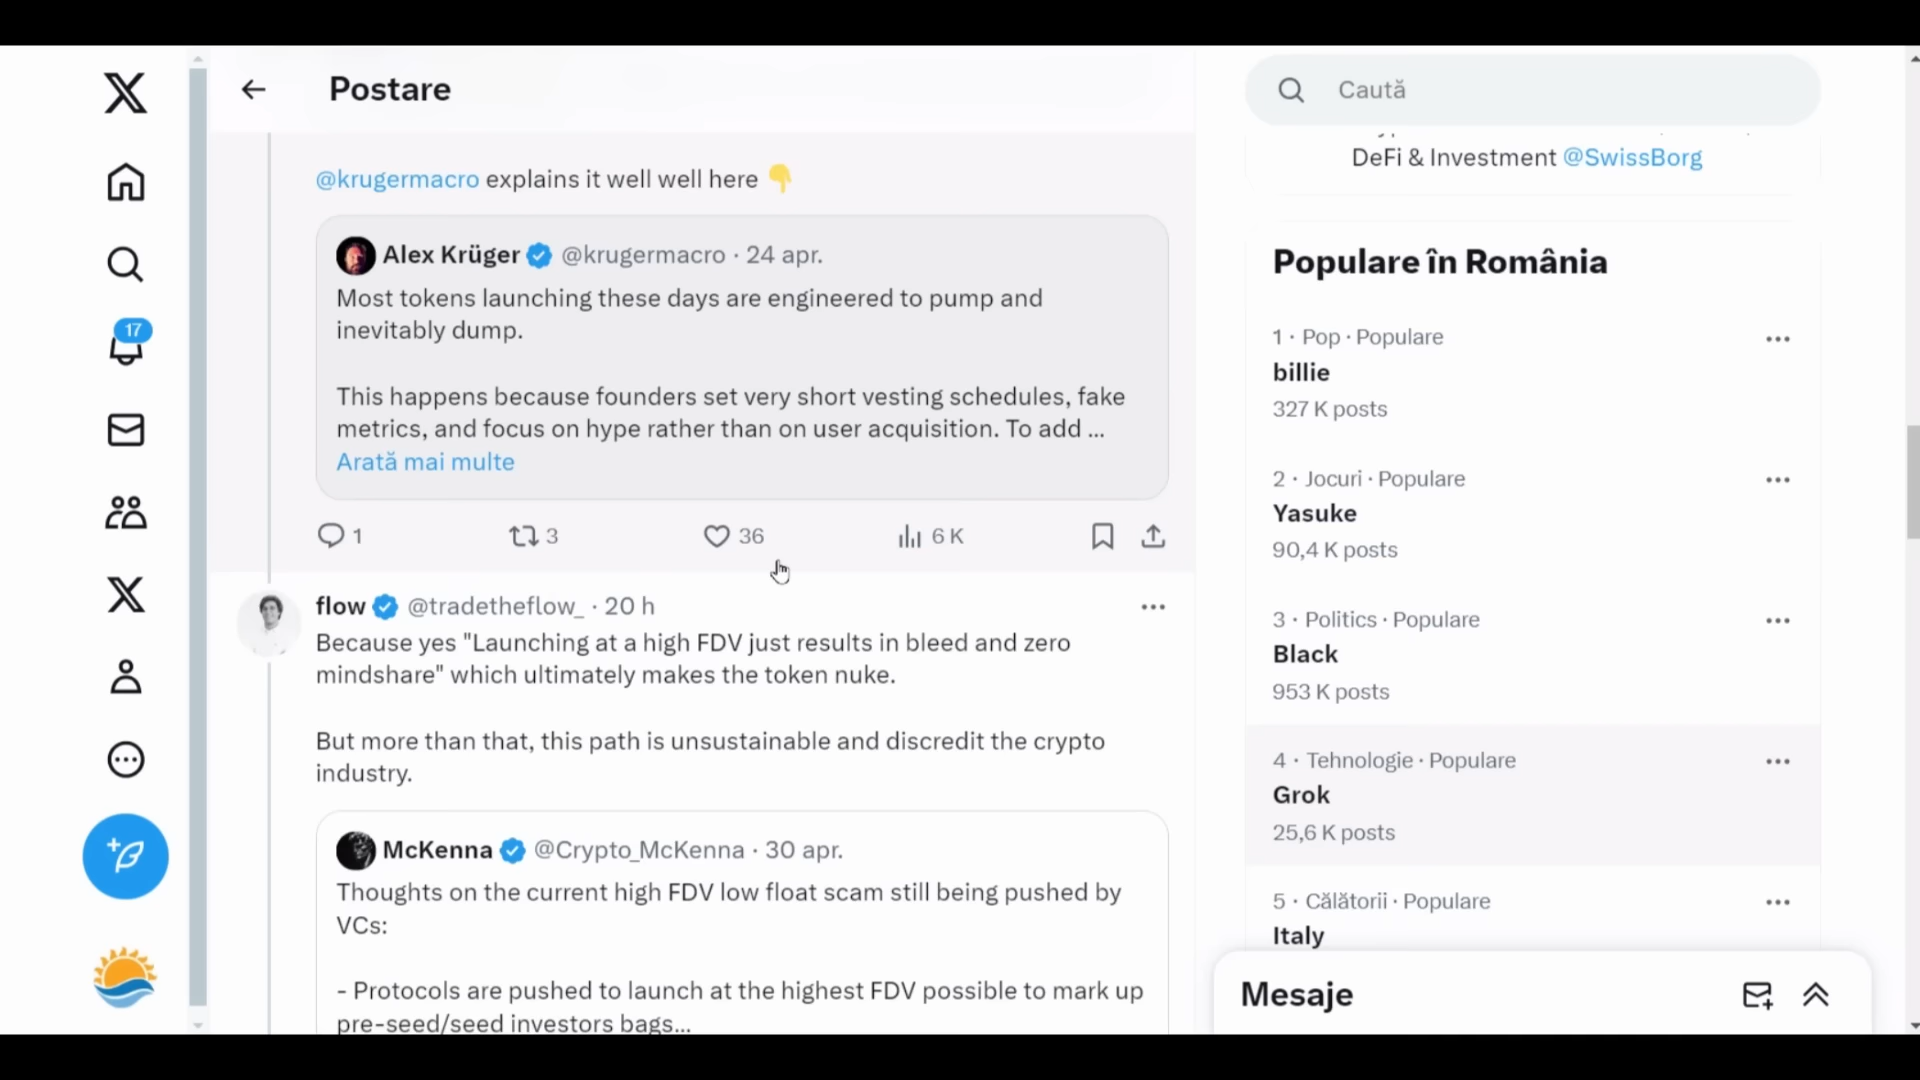 Postare
@krugermacro explains it well well here 👇
Alex Krüger @krugermacro · 24 apr.
Most tokens launching these days are engineered to pump and
inevitably dump.
This happens because founders set very short vesting schedules, fake
metrics, and focus on hype rather than on user acquisition. To add ...
Arată mai multe
1 3 36 6 K
flow @tradetheflow_ · 20 h
Because yes "Launching at a high FDV just results in bleed and zero
mindshare" which ultimately makes the token nuke.
But more than that, this path is unsustainable and discredit the crypto
industry.
McKenna @Crypto_McKenna · 30 apr.
Thoughts on the current high FDV low float scam still being pushed by
VCs:
- Protocols are pushed to launch at the highest FDV possible to mark up
pre-seed/seed investors bags...
17
Caută
DeFi & Investment @SwissBorg
Populare în România
1 · Pop · Populare
billie
327 K posts
2 · Jocuri · Populare
Yasuke
90,4 K posts
3 · Politics · Populare
Black
953 K posts
4 · Tehnologie · Populare
Grok
25,6 K posts
5 · Călătorii · Populare
Italy
Mesaje